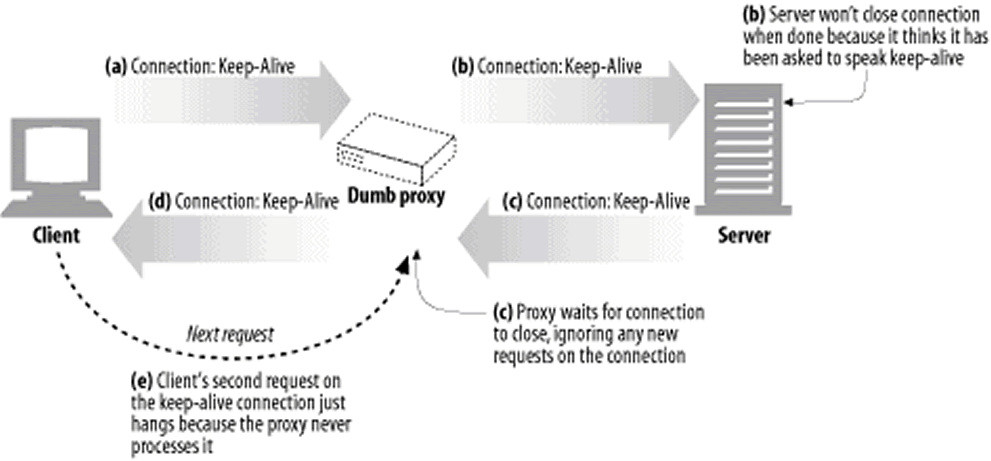 (b) Server won't close connection
when done because it thinks it has
been asked to speak keep-alive
(a) Connection: Keep-Alive
(b) Connection: Keep-Alive
Dumb proxy
(d) Connection: Keep-Alive
(c) Connection: Keep-Alive
Client
Server
(c) Proxy waits for connection
to close, ignoring any new
requests on the connection
Next request
(e) Client's second request on
the keep-alive connection just
hangs because the proxy never
processes it